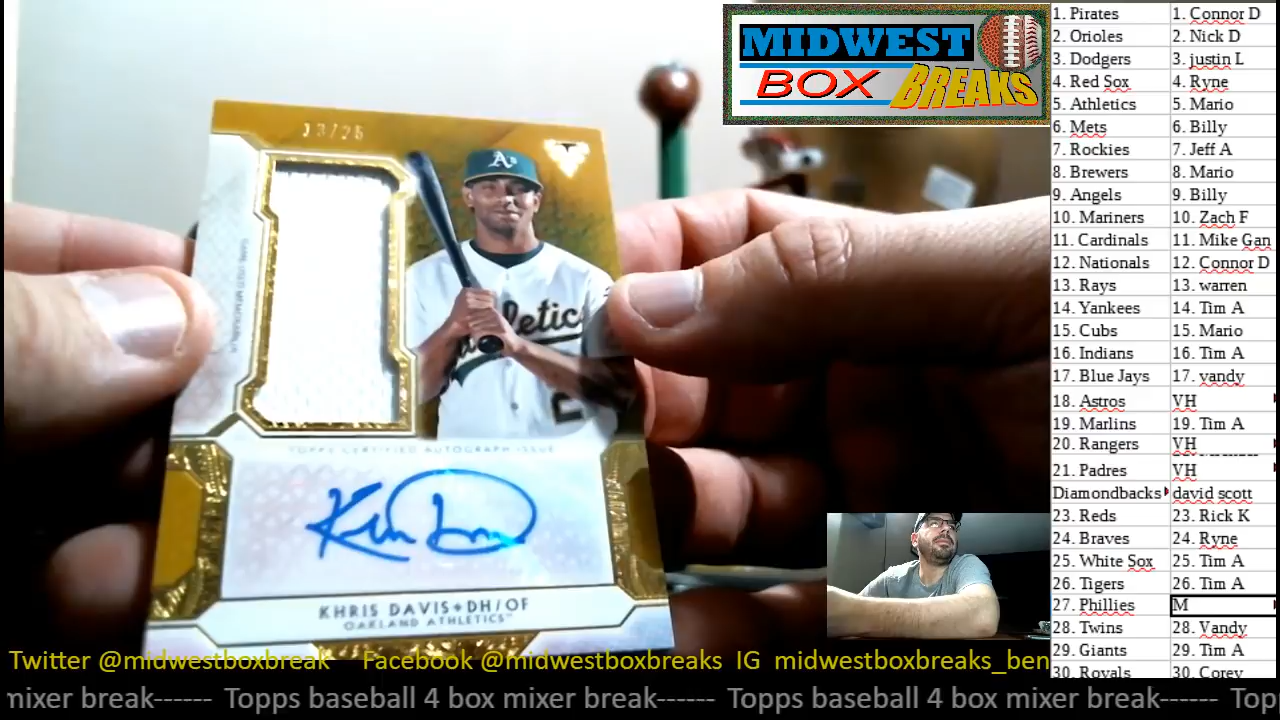 MIDWEST
BOX BREAKS
A's
letics
TOPPS CERTIFIED AUTOGRAPH ISSUE
KHRIS DAVIS • DH/OF
OAKLAND ATHLETICS™
1. Pirates 1. Connor D
2. Orioles 2. Nick D
3. Dodgers 3. justin L
4. Red Sox 4. Ryne
5. Athletics 5. Mario
6. Mets 6. Billy
7. Rockies 7. Jeff A
8. Brewers 8. Mario
9. Angels 9. Billy
10. Mariners 10. Zach F
11. Cardinals 11. Mike Gan
12. Nationals 12. Connor D
13. Rays 13. warren
14. Yankees 14. Tim A
15. Cubs 15. Mario
16. Indians 16. Tim A
17. Blue Jays 17. vandy
18. Astros VH
19. Marlins 19. Tim A
20. Rangers VH
21. Padres VH
Diamondbacks david scott
23. Reds 23. Rick K
24. Braves 24. Ryne
25. White Sox 25. Tim A
26. Tigers 26. Tim A
27. Phillies M
28. Twins 28. Vandy
29. Giants 29. Tim A
30. Royals 30. Corey
Twitter @midwestboxbreak Facebook @midwestboxbreaks IG midwestboxbreaks_ben
mixer break------ Topps baseball 4 box mixer break------ Topps baseball 4 box mixer break------ Top